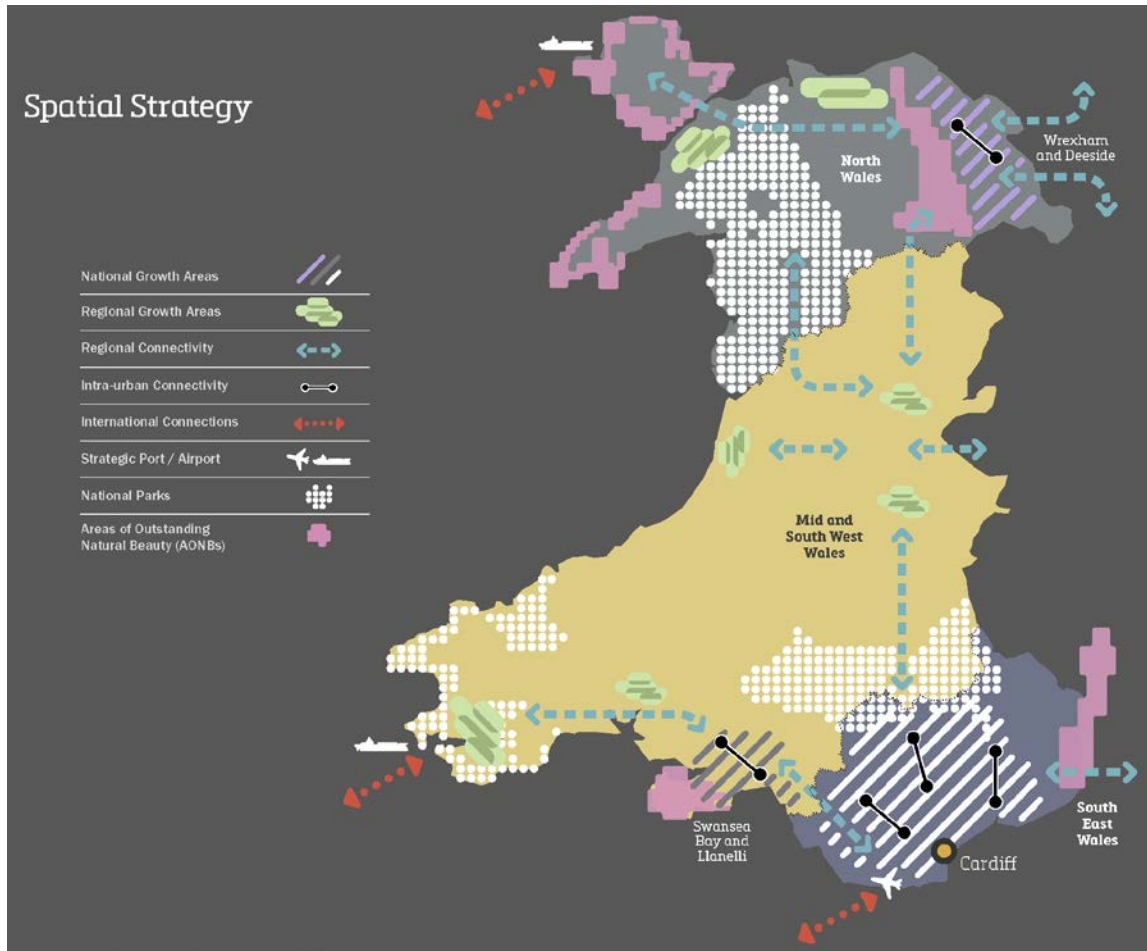 Spatial Strategy
National Growth Areas
Regional Growth Areas
Regional Connectivity
Intra-urban Connectivity
International Connections
Strategic Port / Airport
National Parks
Areas of Outstanding
Natural Beauty (AONBs)
Wrexham
and Deeside
North
Wales
Mid and
South West
Wales
Swansea
Bay and
Llanelli
South
East
Wales
Cardiff